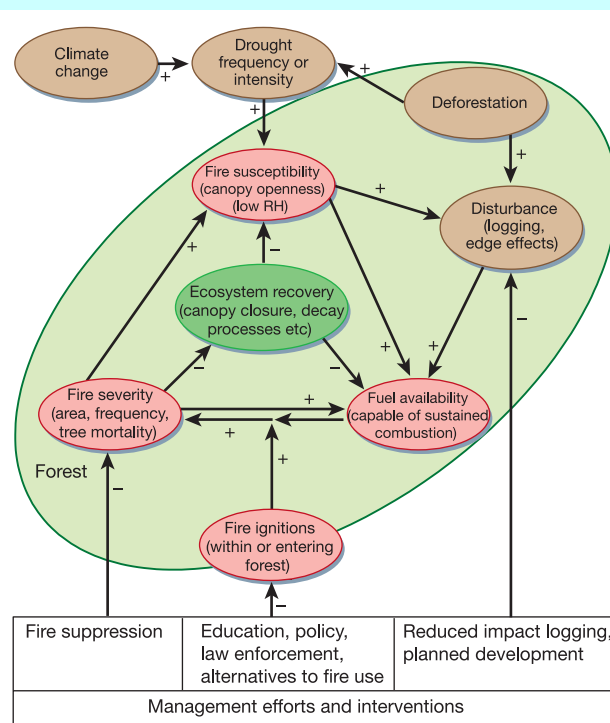 Climate
change
+
Drought
frequency or
intensity
+
Deforestation
+
+
Fire susceptibility
(canopy openness)
(low RH)
+
Disturbance
(logging,
edge effects)
+
–
Ecosystem recovery
(canopy closure, decay
processes etc)
–
–
+
+
–
Fire severity
(area, frequency,
tree mortality)
+
+
Fuel availability
(capable of sustained
combustion)
Forest
–
+
Fire ignitions
(within or entering
forest)
–
Fire suppression
Education, policy,
law enforcement,
alternatives to fire use
Reduced impact logging,
planned development
Management efforts and interventions